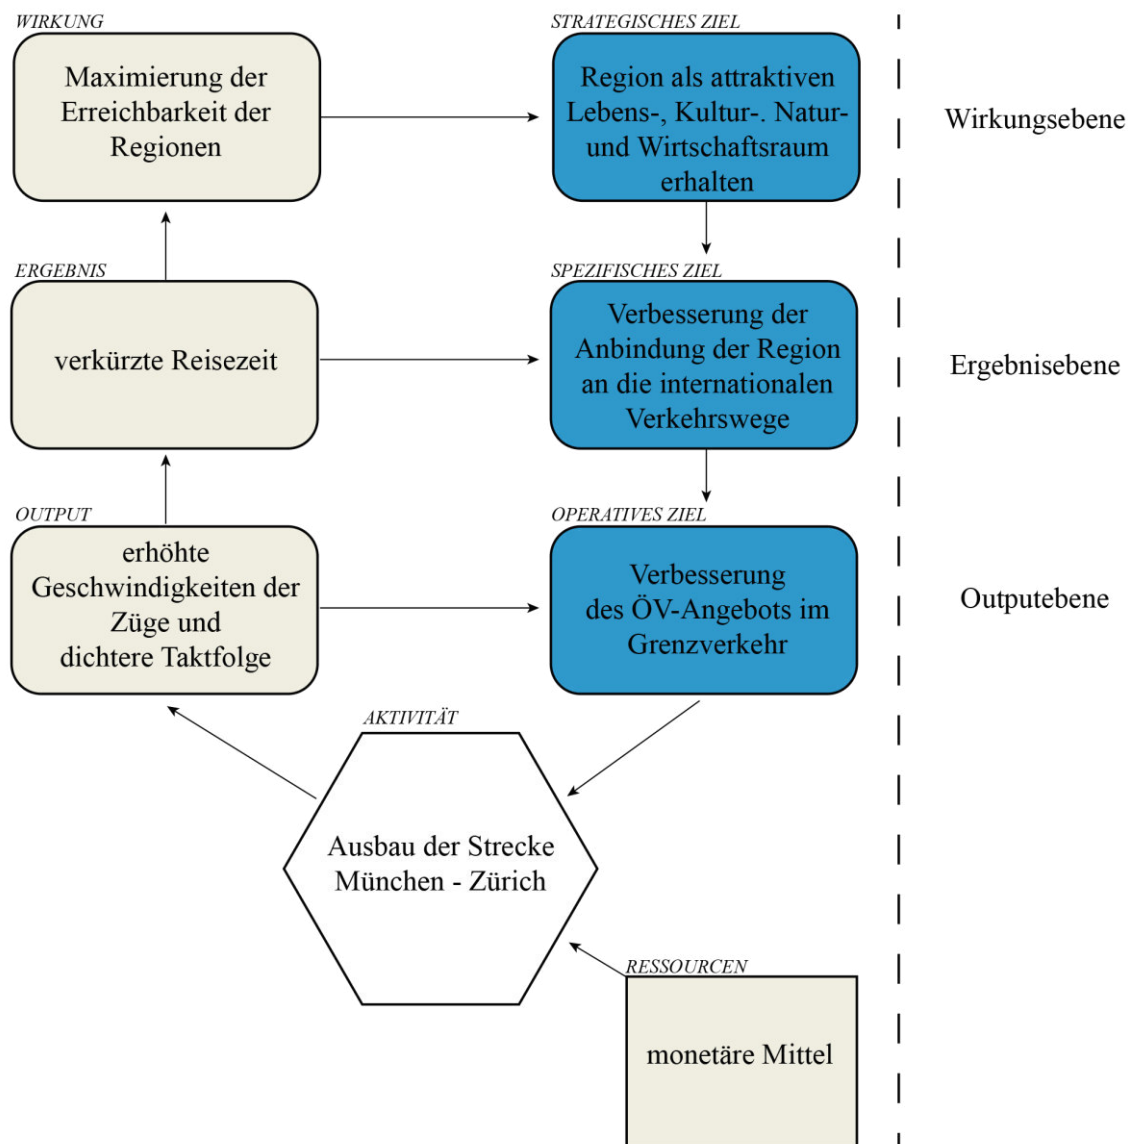 WIRKUNG
Maximierung der
Erreichbarkeit der
Regionen
STRATEGISCHES ZIEL
Region als attraktiven
Lebens-, Kultur-. Natur-
und Wirtschaftsraum
erhalten
Wirkungsebene
ERGEBNIS
verkürzte Reisezeit
SPEZIFISCHES ZIEL
Verbesserung der
Anbindung der Region
an die internationalen
Verkehrswege
Ergebnisebene
OUTPUT
erhöhte
Geschwindigkeiten der
Züge und
dichtere Taktfolge
OPERATIVES ZIEL
Verbesserung
des ÖV-Angebots im
Grenzverkehr
Outputebene
AKTIVITÄT
Ausbau der Strecke
München - Zürich
RESSOURCEN
monetäre Mittel